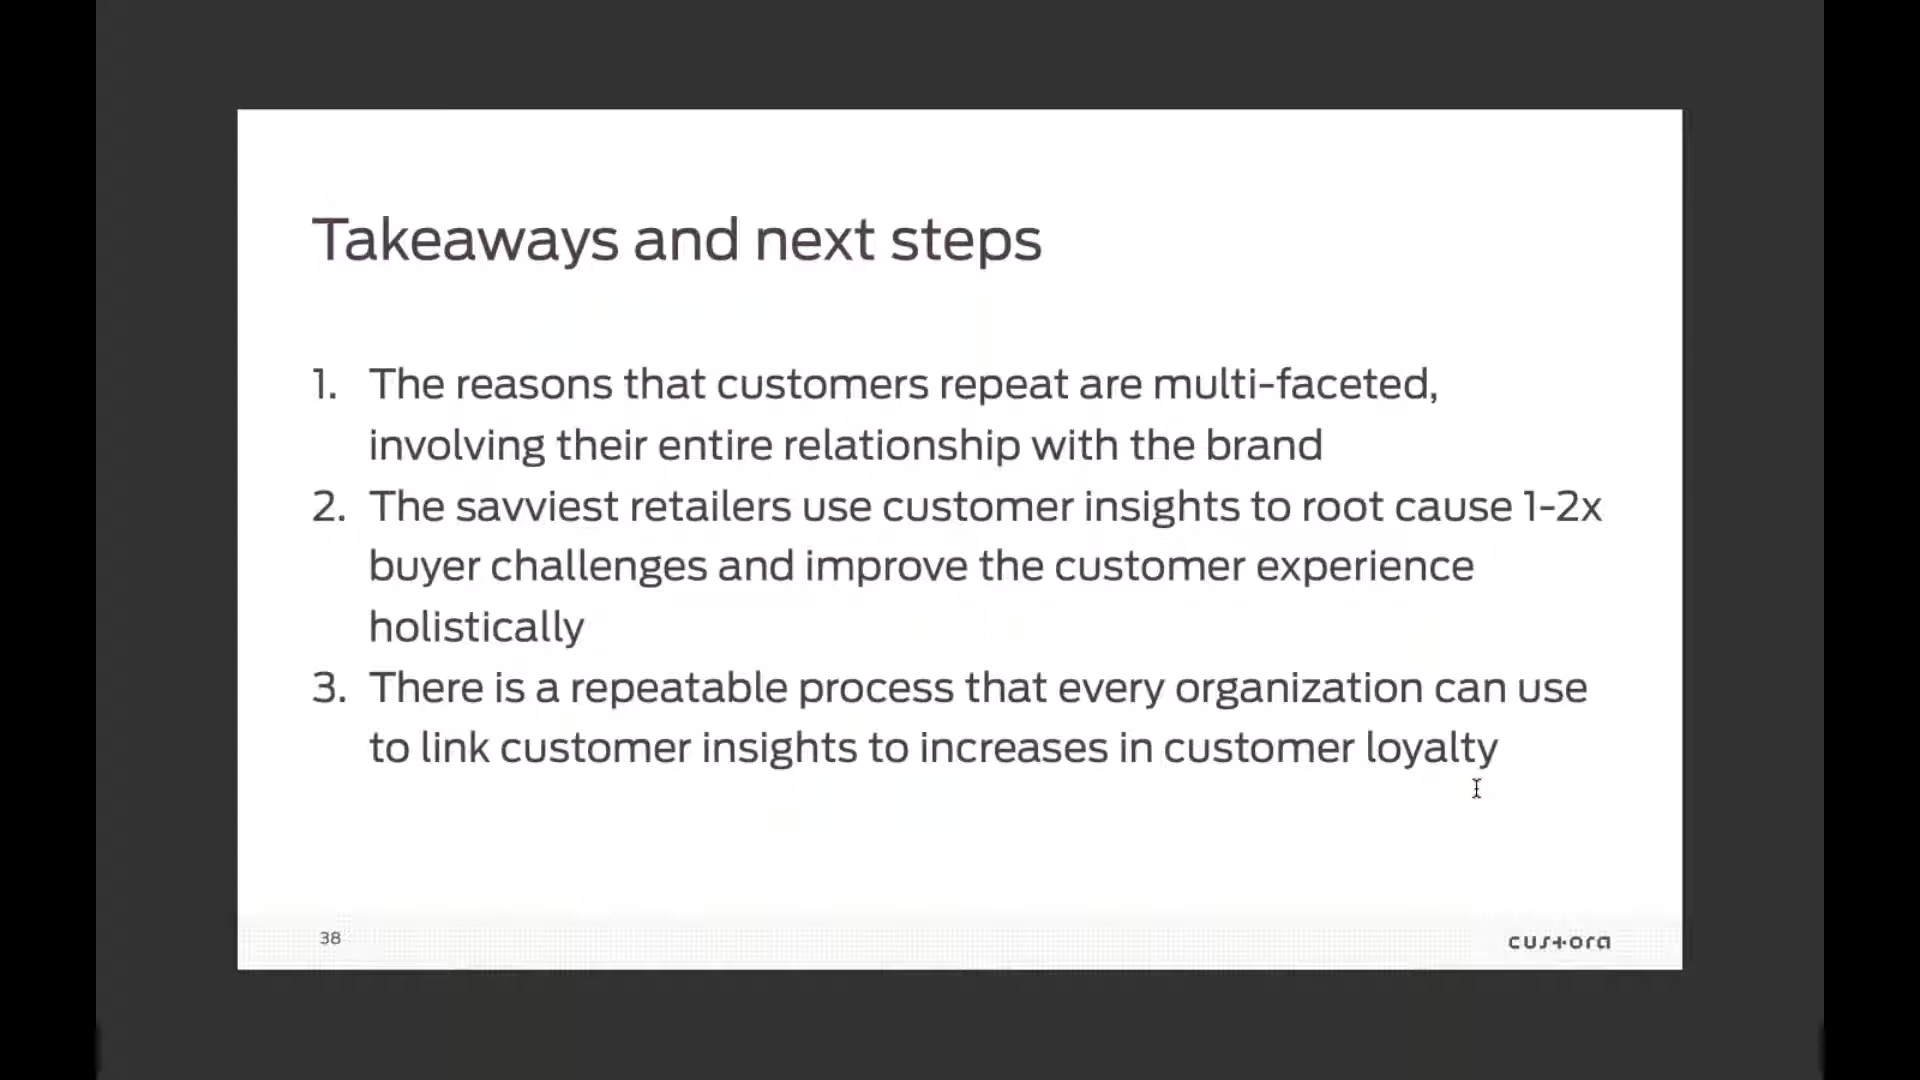 Takeaways and next steps
1. The reasons that customers repeat are multi-faceted,
involving their entire relationship with the brand
2. The savviest retailers use customer insights to root cause 1-2x
buyer challenges and improve the customer experience
holistically
3. There is a repeatable process that every organization can use
to link customer insights to increases in customer loyalty
38
custora